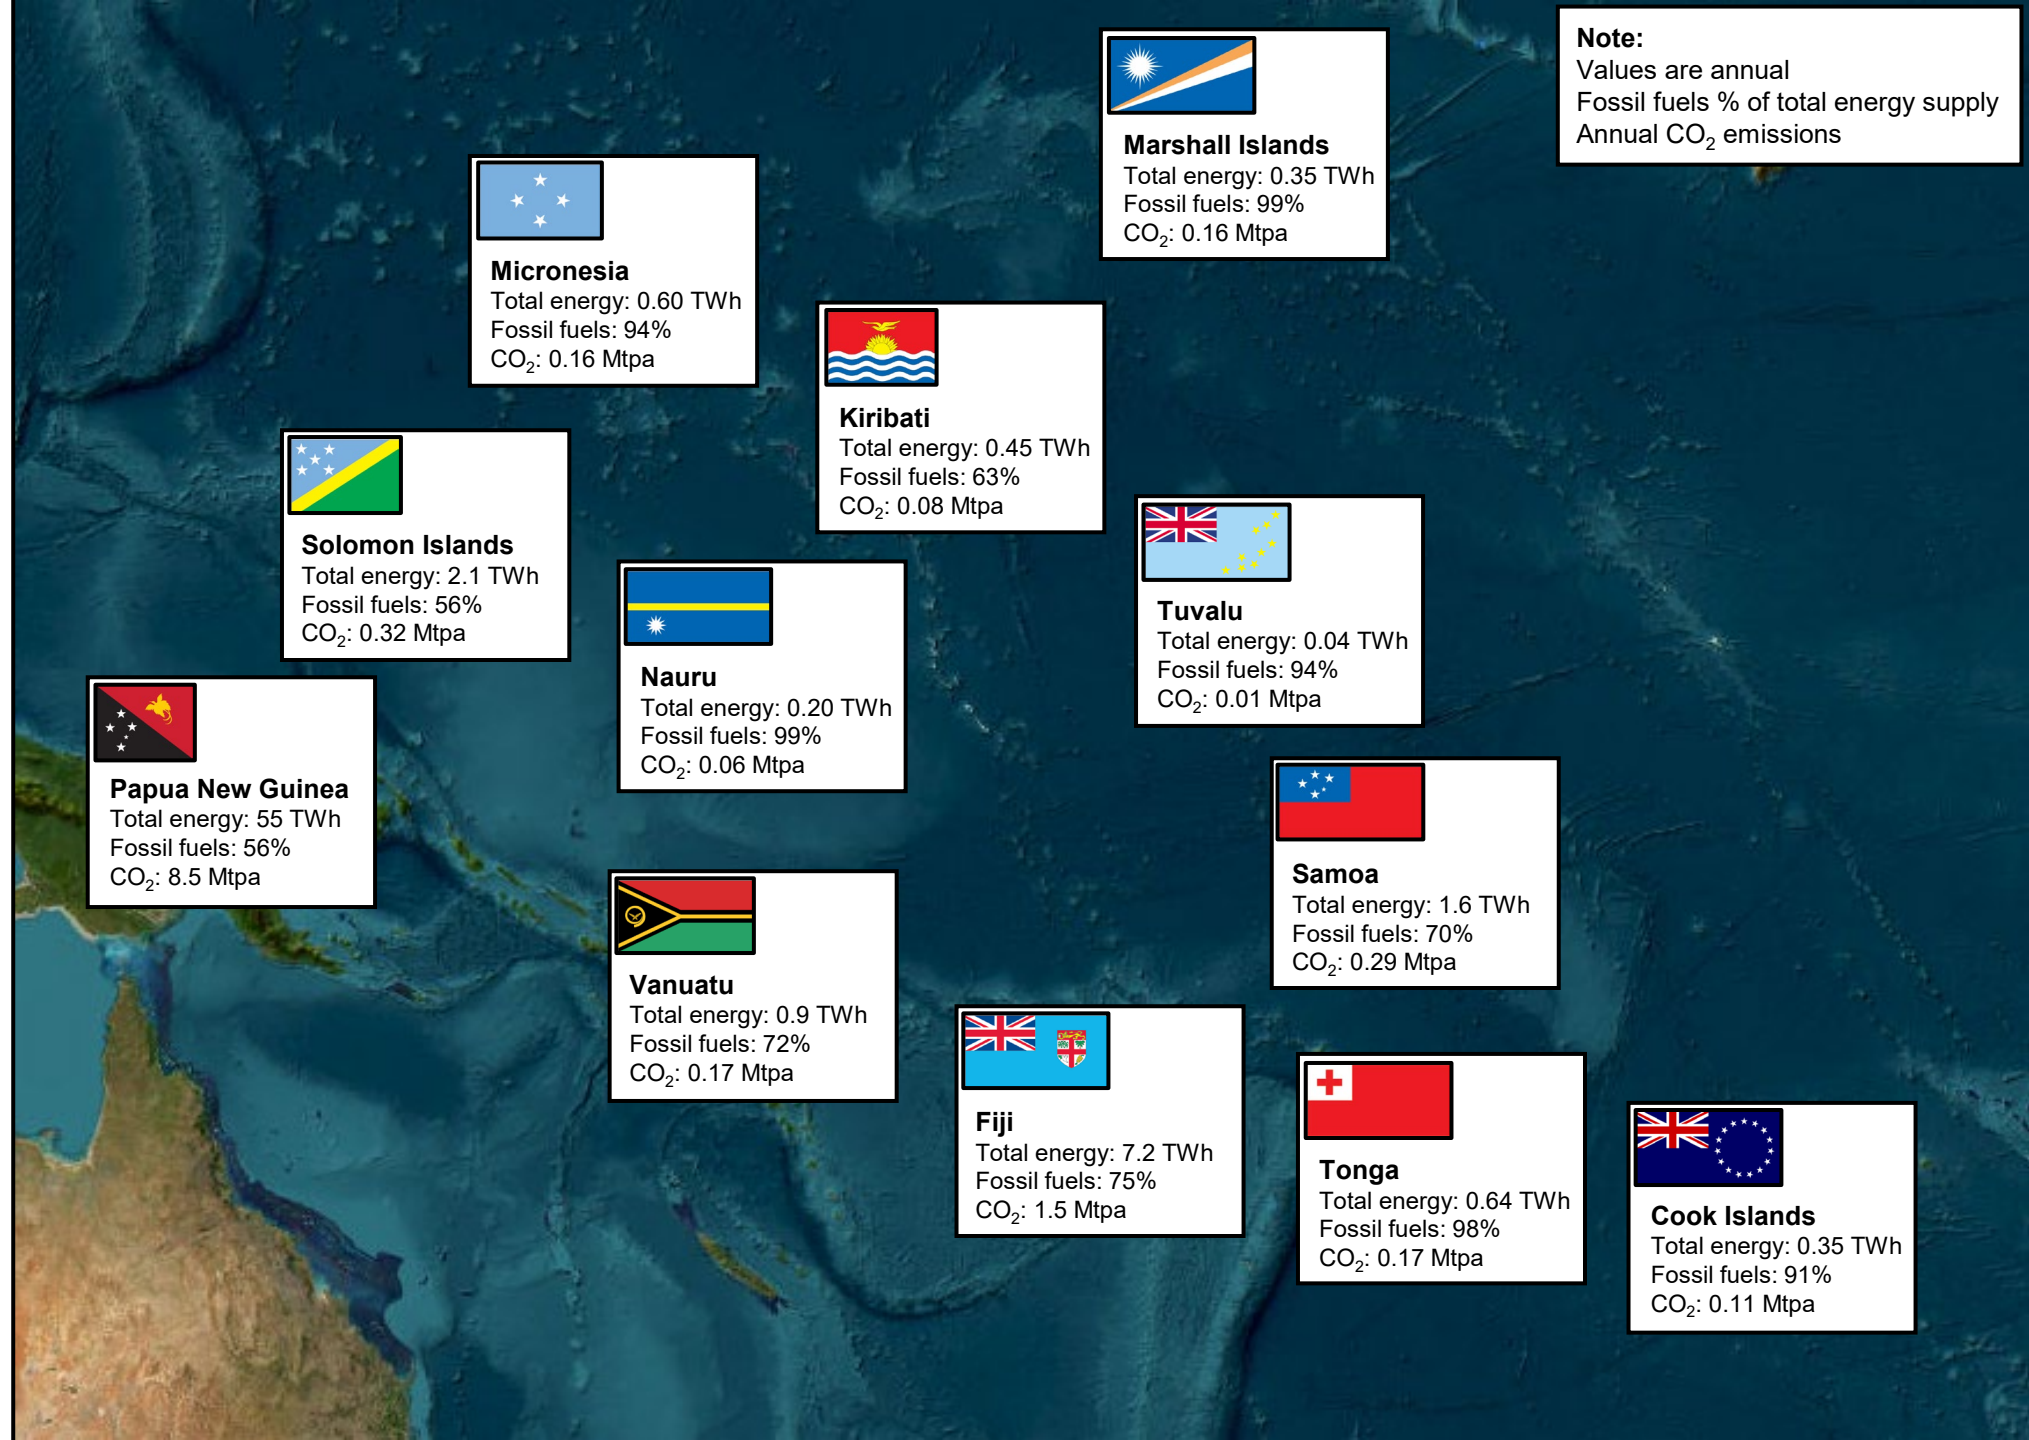 Note:
Values are annual
Fossil fuels % of total energy supply
Annual CO₂ emissions
Marshall Islands
Total energy: 0.35 TWh
Fossil fuels: 99%
CO₂: 0.16 Mtpa
Micronesia
Total energy: 0.60 TWh
Fossil fuels: 94%
CO₂: 0.16 Mtpa
Kiribati
Total energy: 0.45 TWh
Fossil fuels: 63%
CO₂: 0.08 Mtpa
Solomon Islands
Total energy: 2.1 TWh
Fossil fuels: 56%
CO₂: 0.32 Mtpa
Tuvalu
Total energy: 0.04 TWh
Fossil fuels: 94%
CO₂: 0.01 Mtpa
Nauru
Total energy: 0.20 TWh
Fossil fuels: 99%
CO₂: 0.06 Mtpa
Papua New Guinea
Total energy: 55 TWh
Fossil fuels: 56%
CO₂: 8.5 Mtpa
Samoa
Total energy: 1.6 TWh
Fossil fuels: 70%
CO₂: 0.29 Mtpa
Vanuatu
Total energy: 0.9 TWh
Fossil fuels: 72%
CO₂: 0.17 Mtpa
Fiji
Total energy: 7.2 TWh
Fossil fuels: 75%
CO₂: 1.5 Mtpa
Tonga
Total energy: 0.64 TWh
Fossil fuels: 98%
CO₂: 0.17 Mtpa
Cook Islands
Total energy: 0.35 TWh
Fossil fuels: 91%
CO₂: 0.11 Mtpa